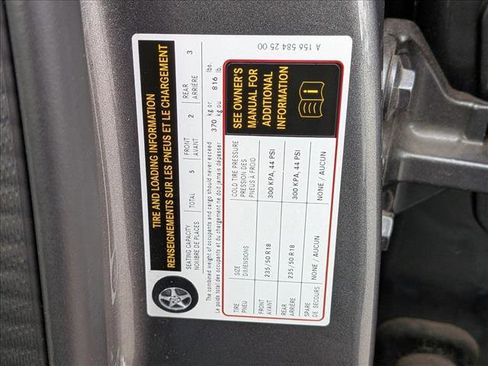 TIRE AND LOADING INFORMATION
RENSEIGNEMENTS SUR LES PNEUS ET LE CHARGEMENT
SEATING CAPACITY
NOMBRE DE PLACES
TOTAL 5
FRONT
AVANT
2
REAR
ARRIÈRE
3
The combined weight of occupants and cargo should never exceed 370 kg or 816 lbs.
Le poids total des occupants et du chargement ne doit jamais dépasser 370 kg ou 816 lb.
TIRE
PNEU
SIZE
DIMENSIONS
COLD TIRE PRESSURE
PRESSION DES
PNEUS A FROID
FRONT
AVANT
235/50 R18
300 KPA, 44 PSI
REAR
ARRIÈRE
235/50 R18
300 KPA, 44 PSI
SPARE
DE SECOURS
NONE / AUCUN
NONE / AUCUN
SEE OWNER'S
MANUAL FOR
ADDITIONAL
INFORMATION
A 156 584 25 00